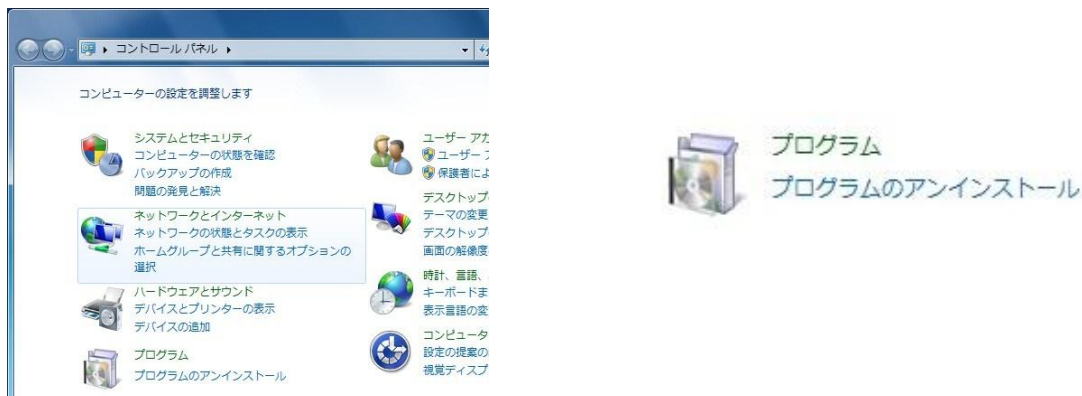 コントロール パネル
コンピューターの設定を調整します
システムとセキュリティ
コンピューターの状態を確認
バックアップの作成
問題の発見と解決
ネットワークとインターネット
ネットワークの状態とタスクの表示
ホームグループと共有に関するオプションの
選択
ハードウェアとサウンド
デバイスとプリンターの表示
デバイスの追加
プログラム
プログラムのアンインストール
ユーザー アカ
ユーザー
保護者によ
デスクトップ
テーマの変更
デスクトップ
画面の解像度
時計、言語、
キーボードま
表示言語の変
コンピュータ
設定の提案の
視覚ディスプ
プログラム
プログラムのアンインストール